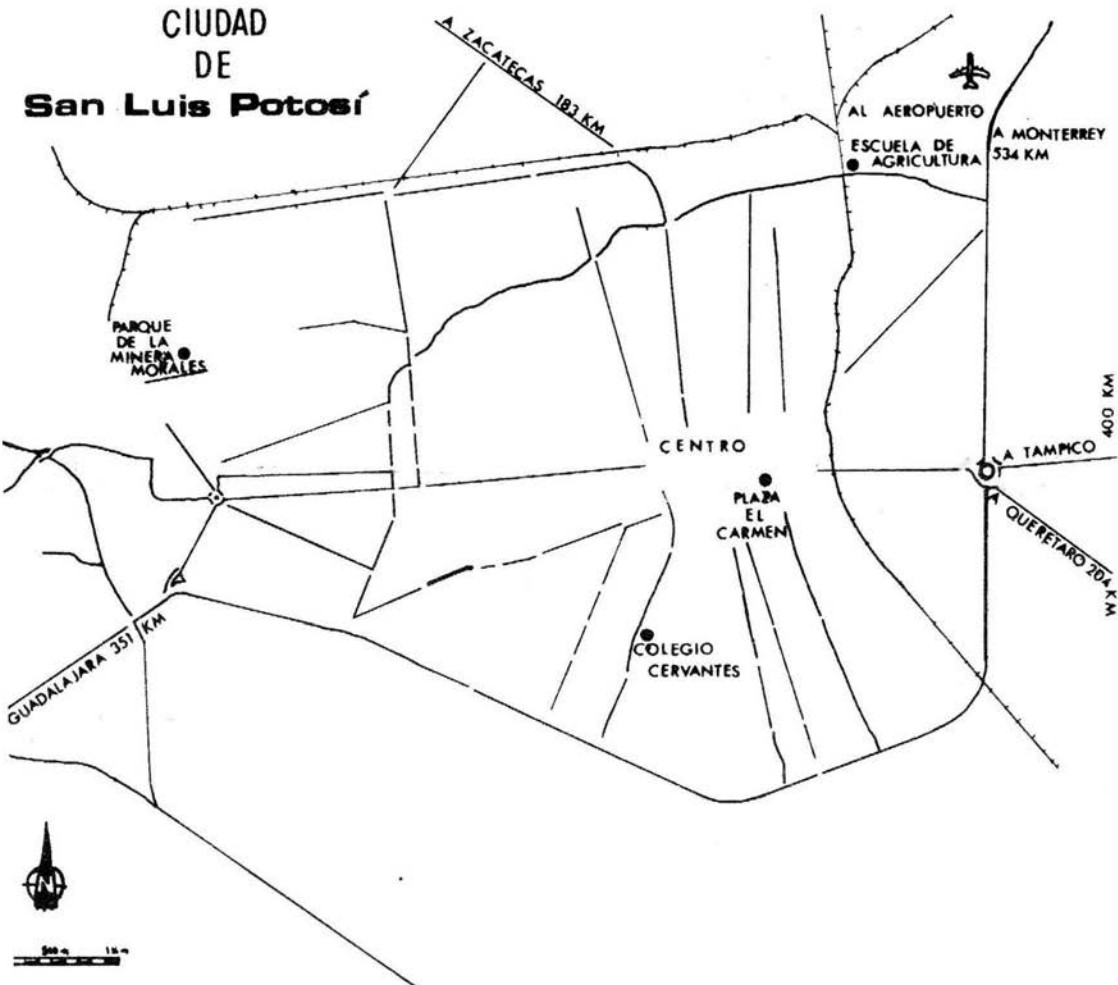 CIUDAD
DE
San Luis Potosí
A ZACATECAS 183 KM
AL AEROPUERTO
A MONTERREY
534 KM
ESCUELA DE
AGRICULTURA
PARQUE
DE LA
MINERA
MORALES
CENTRO
400 KM
A TAMPICO
PLAZA
EL
CARMEN
A QUERETARO 204 KM
COLEGIO
CERVANTES
GUADALAJARA 351 KM
N
500 m